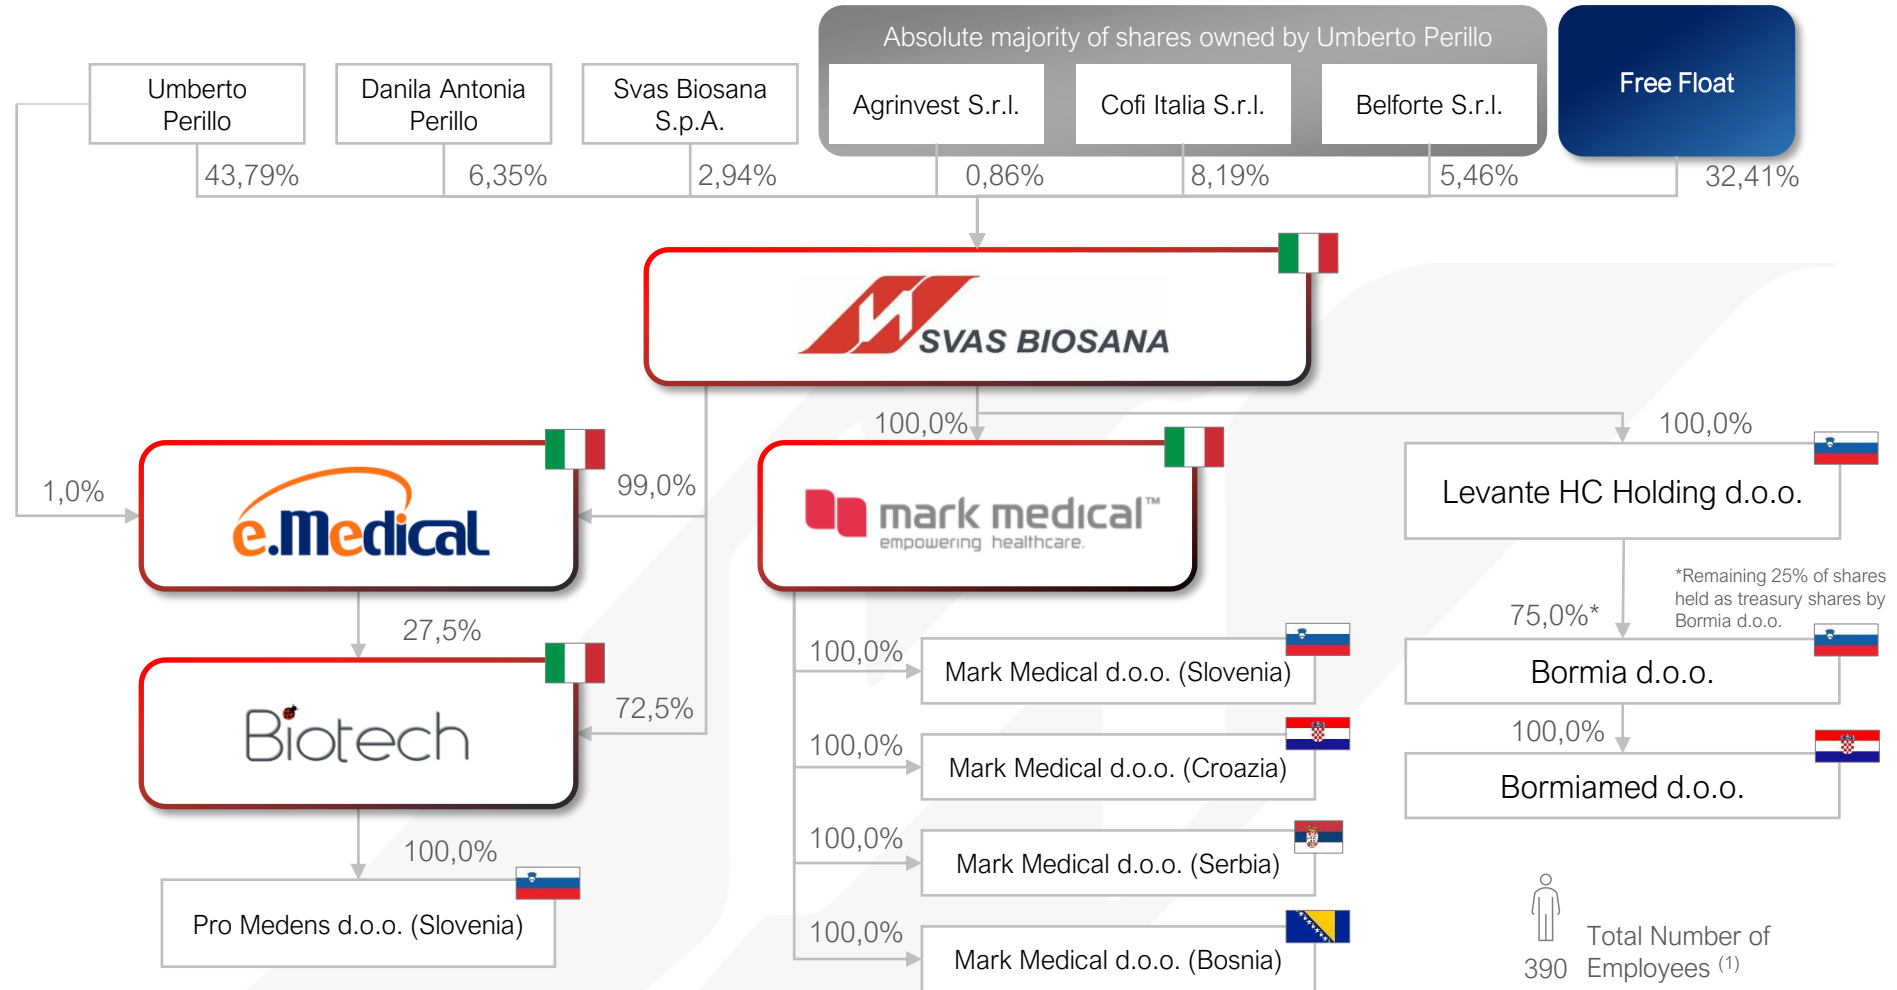 Absolute majority of shares owned by Umberto Perillo
Umberto
Perillo
Danila Antonia
Perillo
Svas Biosana
S.p.A.
Agrinvest S.r.l.
Cofi Italia S.r.l.
Belforte S.r.l.
Free Float
43,79%
6,35%
2,94%
0,86%
8,19%
5,46%
32,41%
SVAS BIOSANA
100,0%
100,0%
1,0%
e.Medical
99,0%
mark medical™
empowering healthcare.
Levante HC Holding d.o.o.
*Remaining 25% of shares
held as treasury shares by
Bormia d.o.o.
75,0%*
27,5%
Biotech
72,5%
100,0%
Mark Medical d.o.o. (Slovenia)
Bormia d.o.o.
100,0%
Mark Medical d.o.o. (Croazia)
100,0%
Bormiamed d.o.o.
100,0%
Mark Medical d.o.o. (Serbia)
100,0%
Pro Medens d.o.o. (Slovenia)
100,0%
Mark Medical d.o.o. (Bosnia)
Total Number of
390 Employees (1)